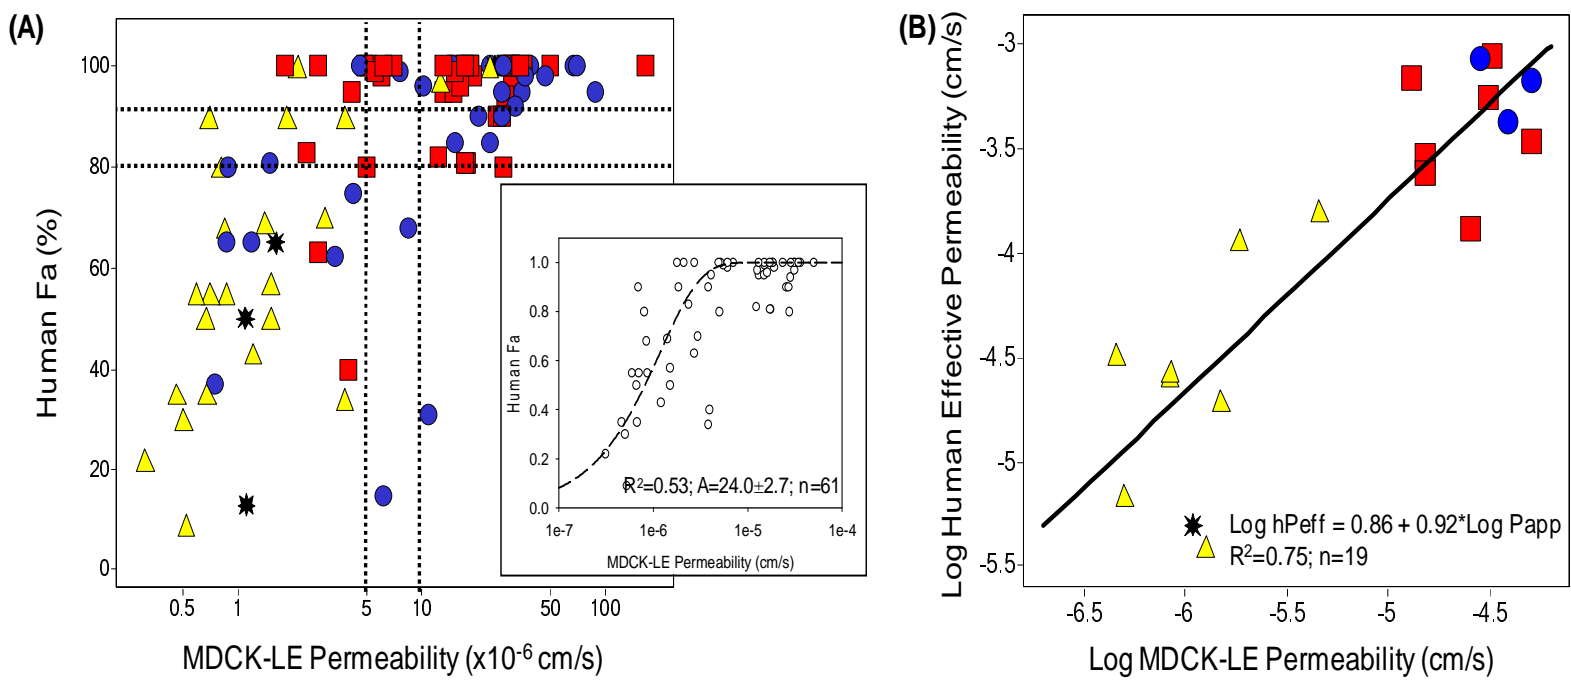 (A)
Human Fa (%)
100
80
60
40
20
0
0.5 1 5 10 50 100
MDCK-LE Permeability (x10⁻⁶ cm/s)
Human Fa
1.0
0.8
0.6
0.4
0.2
0.0
R²=0.53; A=24.0±2.7; n=61
1e-7 1e-6 1e-5 1e-4
MDCK-LE Permeability (cm/s)
(B)
Log Human Effective Permeability (cm/s)
-3
-3.5
-4
-4.5
-5
-5.5
Log hPeff = 0.86 + 0.92*Log Papp
R²=0.75; n=19
-6.5 -6 -5.5 -5 -4.5
Log MDCK-LE Permeability (cm/s)